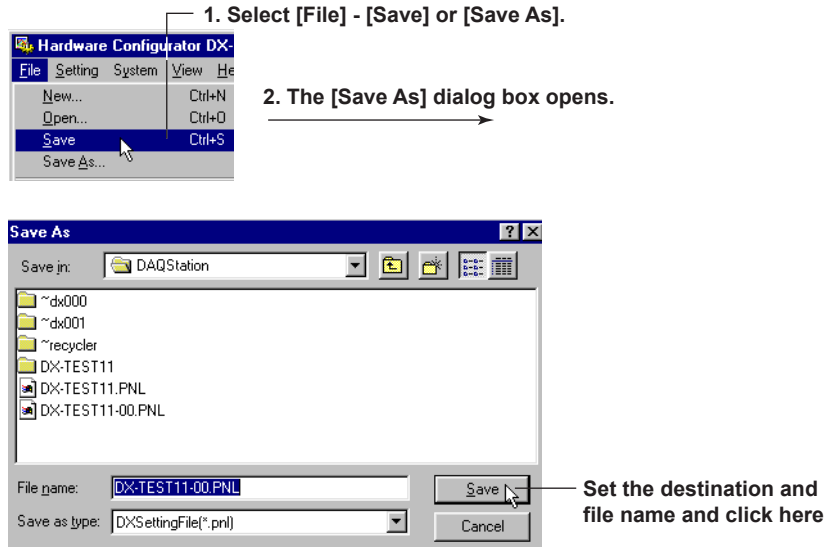 1. Select [File] - [Save] or [Save As].
Hardware Configurator DX-
File Setting System View He
New... Ctrl+N
Open... Ctrl+O
Save Ctrl+S
Save As...
2. The [Save As] dialog box opens.
Save As
Save in: DAQStation
~dx000
~dx001
~recycler
DX-TEST11
DX-TEST11.PNL
DX-TEST11-00.PNL
File name: DX-TEST11-00.PNL Save
Save as type: DXSettingFile(*.pnl) Cancel
Set the destination and
file name and click here